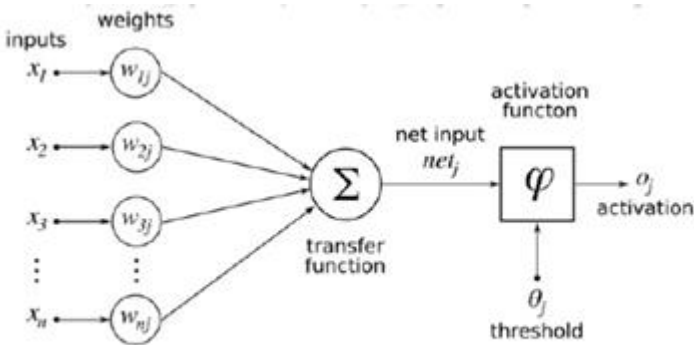 weights
inputs
x1
w1j
x2
w2j
x3
w3j
xn
wnj
Σ
transfer
function
net input
netj
activation
functon
φ
oj
activation
θj
threshold